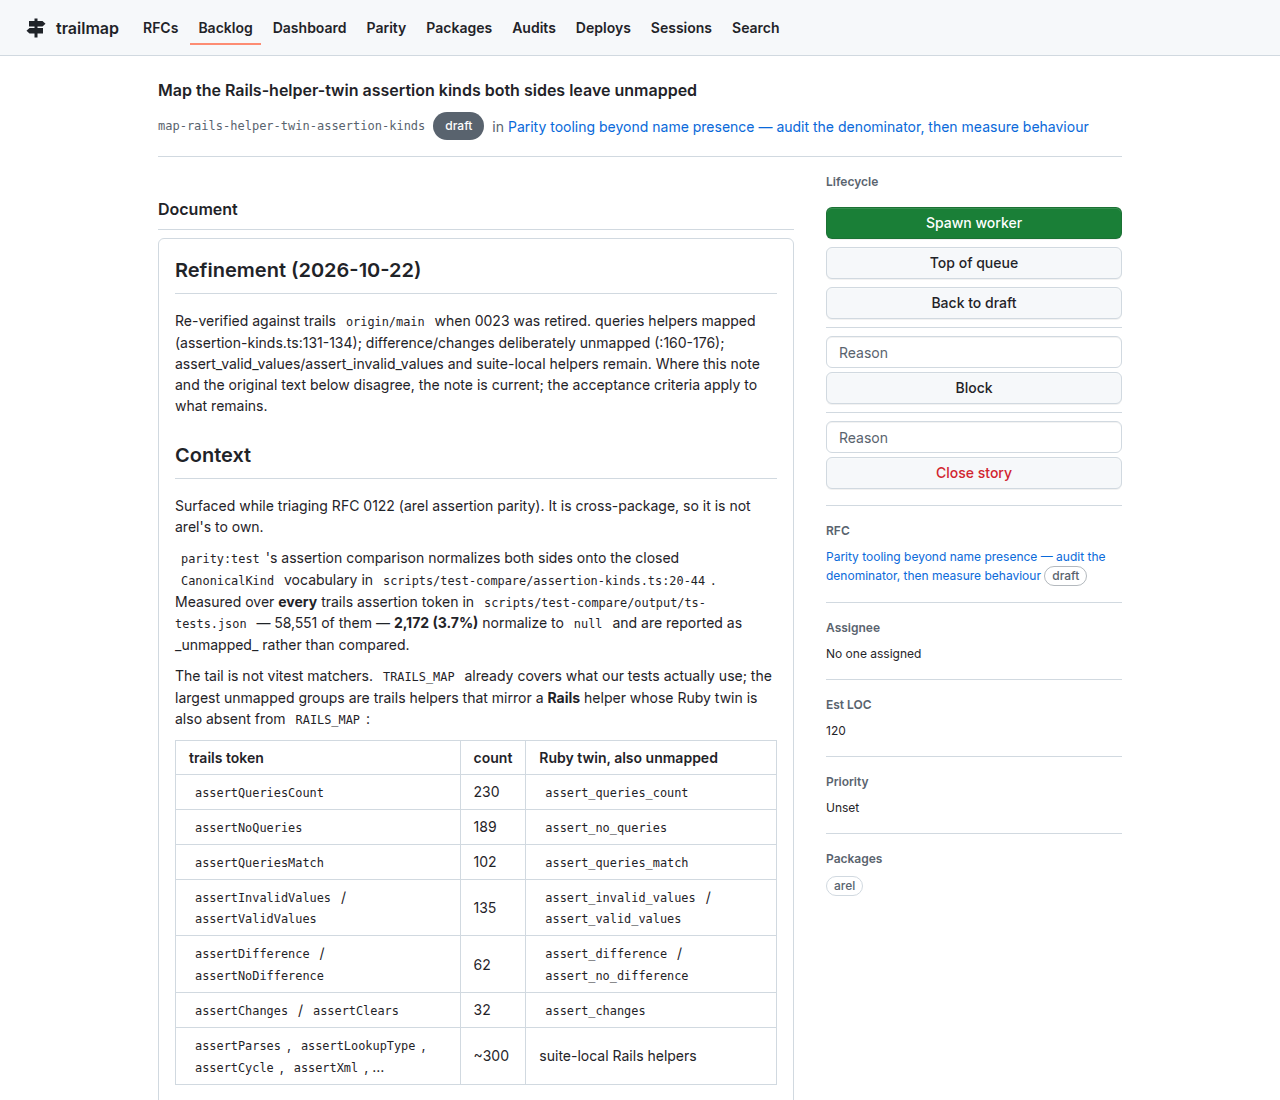 trailmap RFCs Backlog Dashboard Parity Packages Audits Deploys Sessions Search
Map the Rails-helper-twin assertion kinds both sides leave unmapped
map-rails-helper-twin-assertion-kinds draft in Parity tooling beyond name presence — audit the denominator, then measure behaviour
Document
Refinement (2026-10-22)
Re-verified against trails origin/main when 0023 was retired. queries helpers mapped
(assertion-kinds.ts:131-134); difference/changes deliberately unmapped (:160-176);
assert_valid_values/assert_invalid_values and suite-local helpers remain. Where this note
and the original text below disagree, the note is current; the acceptance criteria apply to
what remains.
Context
Surfaced while triaging RFC 0122 (arel assertion parity). It is cross-package, so it is not
arel's to own.
parity:test 's assertion comparison normalizes both sides onto the closed
CanonicalKind vocabulary in scripts/test-compare/assertion-kinds.ts:20-44 .
Measured over every trails assertion token in scripts/test-compare/output/ts-
tests.json — 58,551 of them — 2,172 (3.7%) normalize to null and are reported as
_unmapped_ rather than compared.
The tail is not vitest matchers. TRAILS_MAP already covers what our tests actually use; the
largest unmapped groups are trails helpers that mirror a Rails helper whose Ruby twin is
also absent from RAILS_MAP :
trails token count Ruby twin, also unmapped
assertQueriesCount 230 assert_queries_count
assertNoQueries 189 assert_no_queries
assertQueriesMatch 102 assert_queries_match
assertInvalidValues / assertValidValues 135 assert_invalid_values / assert_valid_values
assertDifference / assertNoDifference 62 assert_difference / assert_no_difference
assertChanges / assertClears 32 assert_changes
assertParses , assertLookupType , assertCycle , assertXml , … ~300 suite-local Rails helpers
Lifecycle
Spawn worker
Top of queue
Back to draft
Reason
Block
Reason
Close story
RFC
Parity tooling beyond name presence — audit the
denominator, then measure behaviour draft
Assignee
No one assigned
Est LOC
120
Priority
Unset
Packages
arel